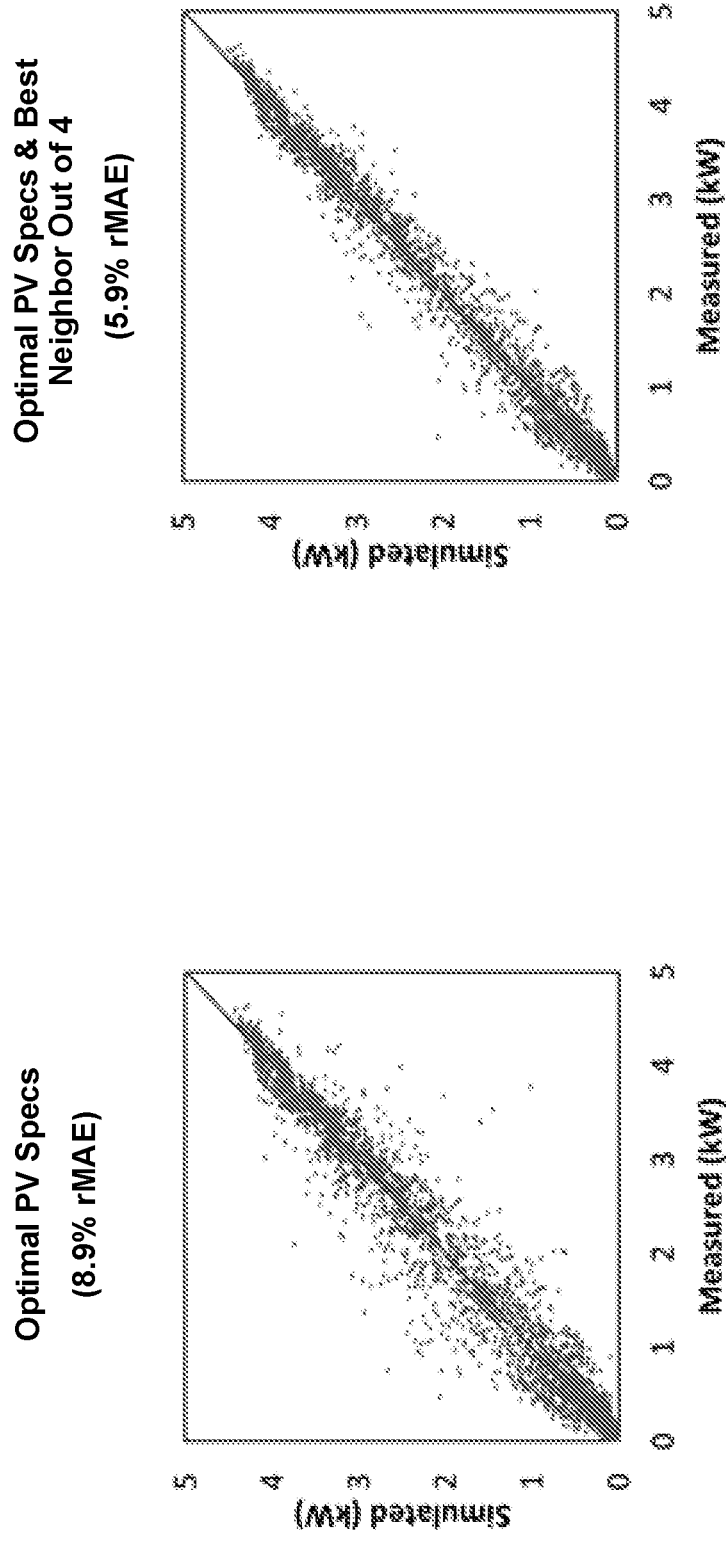 Optimal PV Specs
(8.9% rMAE)
Simulated (kW)
5
4
3
2
1
0
0 1 2 3 4 5
Measured (kW)
Optimal PV Specs & Best
Neighbor Out of 4
(5.9% rMAE)
Simulated (kW)
5
4
3
2
1
0
0 1 2 3 4 5
Measured (kW)